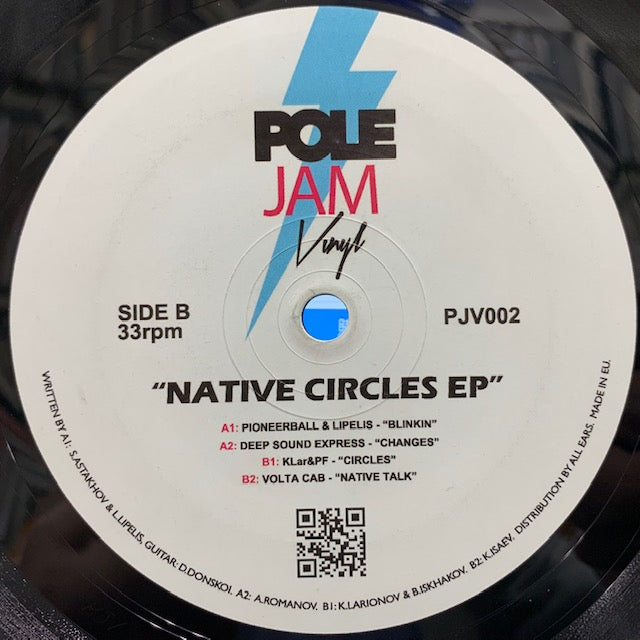 POLE
JAM
Vinyl
SIDE B
33rpm
PJV002
“NATIVE CIRCLES EP”
A1: PIONEERBALL & LIPELIS - “BLINKIN”
A2: DEEP SOUND EXPRESS - “CHANGES”
B1: KLar&PF - “CIRCLES”
B2: VOLTA CAB - “NATIVE TALK”
WRITTEN BY A1: S.ASTAKHOV & L.LIPELIS, GUITAR: D.DONSKOI. A2: A.ROMANOV. B1: K.LARIONOV & B.ISKHAKOV. B2: K.ISAEV. DISTRIBUTION BY ALL EARS. MADE IN EU.